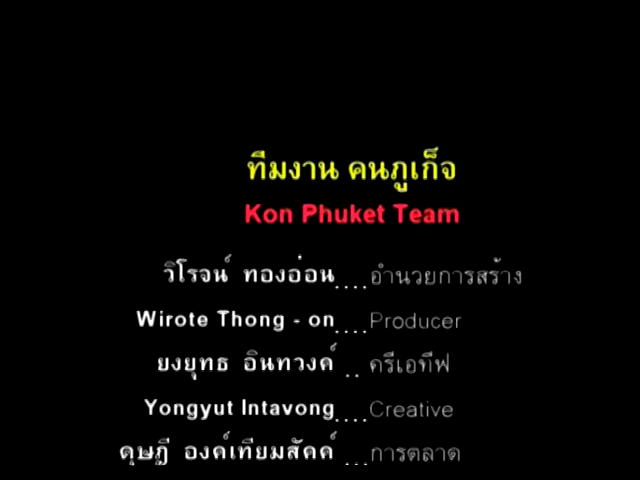 ทีมงาน คนภูเก็จ
Kon Phuket Team
วิโรจน์ ทองอ่อน....อำนวยการสร้าง
Wirote Thong - on....Producer
ยงยุทธ อินทวงค์ .. ครีเอทีฟ
Yongyut Intavong....Creative
ดุษฎี องค์เทียมสัคค์ ...การตลาด